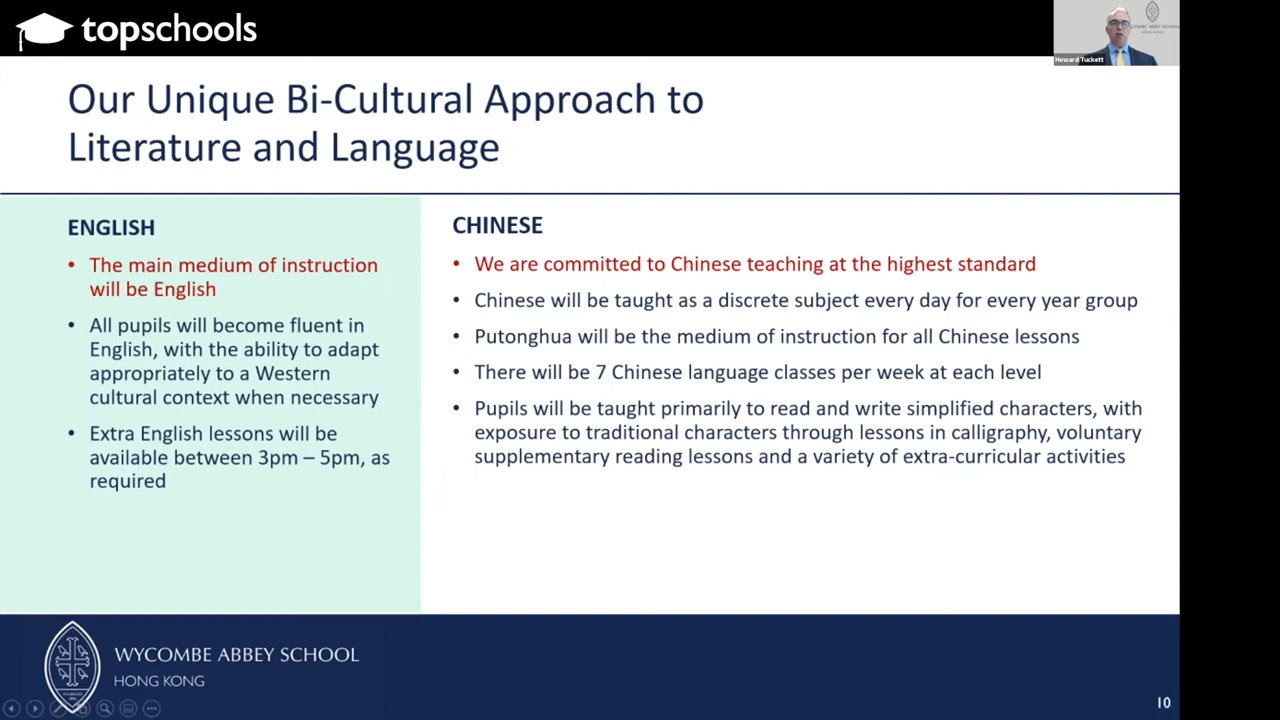 topschools
WYCOMBE ABBEY SCHOOL
HONG KONG
Howard Tuckett
Our Unique Bi-Cultural Approach to
Literature and Language
ENGLISH
• The main medium of instruction
will be English
• All pupils will become fluent in
English, with the ability to adapt
appropriately to a Western
cultural context when necessary
• Extra English lessons will be
available between 3pm – 5pm, as
required
CHINESE
• We are committed to Chinese teaching at the highest standard
• Chinese will be taught as a discrete subject every day for every year group
• Putonghua will be the medium of instruction for all Chinese lessons
• There will be 7 Chinese language classes per week at each level
• Pupils will be taught primarily to read and write simplified characters, with
exposure to traditional characters through lessons in calligraphy, voluntary
supplementary reading lessons and a variety of extra-curricular activities
WYCOMBE ABBEY SCHOOL
HONG KONG
10